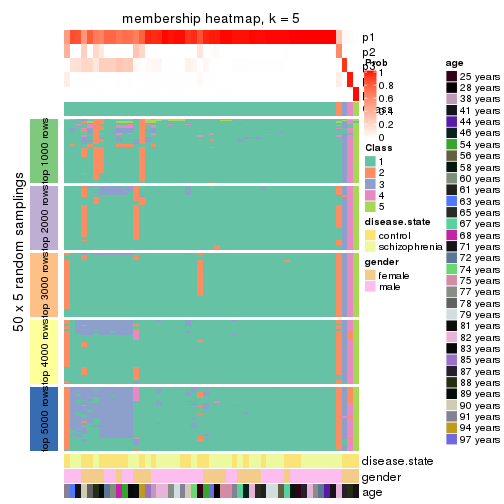 membership heatmap, k = 5
p1
p2
p3
50 x 5 random samplings
top 1000 rows
top 2000 rows
top 3000 rows
top 4000 rows
top 5000 rows
disease.state
gender
age
Prob
1
0.8
0.6
0.4
0.2
0
Class
1
2
3
4
5
disease.state
control
schizophrenia
gender
female
male
age
25 years
28 years
38 years
41 years
44 years
46 years
54 years
56 years
58 years
60 years
61 years
63 years
65 years
67 years
68 years
71 years
72 years
74 years
75 years
77 years
78 years
79 years
81 years
82 years
83 years
85 years
87 years
88 years
89 years
90 years
91 years
94 years
97 years